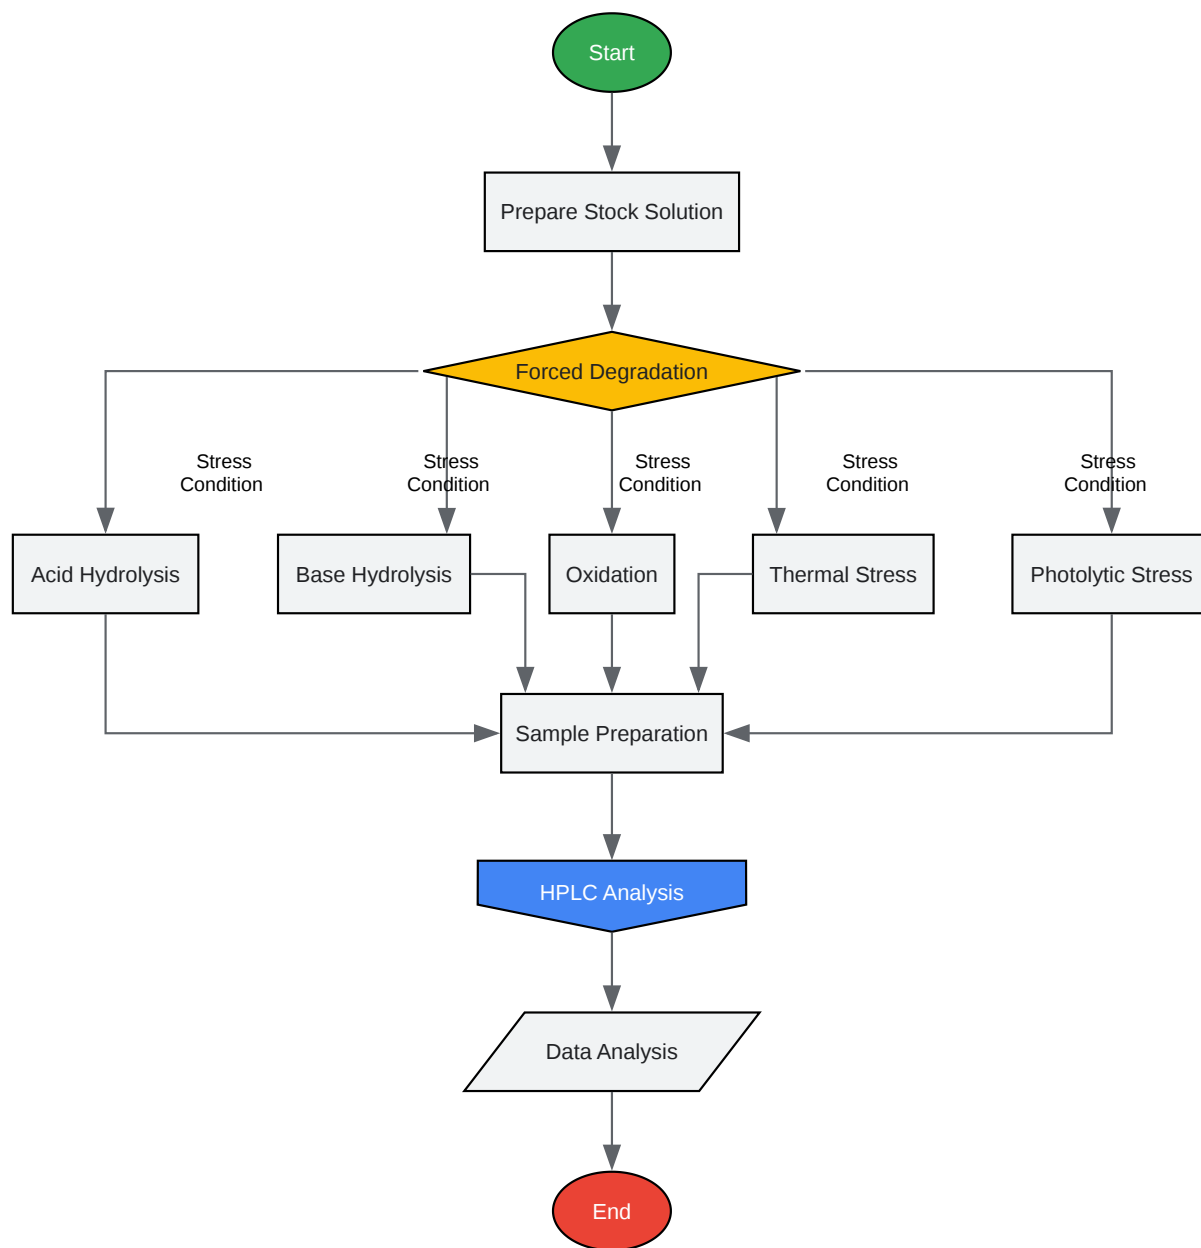 Start
Prepare Stock Solution
Forced Degradation
Stress
Condition
Stress
Condition
Stress
Condition
Stress
Condition
Stress
Condition
Acid Hydrolysis
Base Hydrolysis
Oxidation
Thermal Stress
Photolytic Stress
Sample Preparation
HPLC Analysis
Data Analysis
End